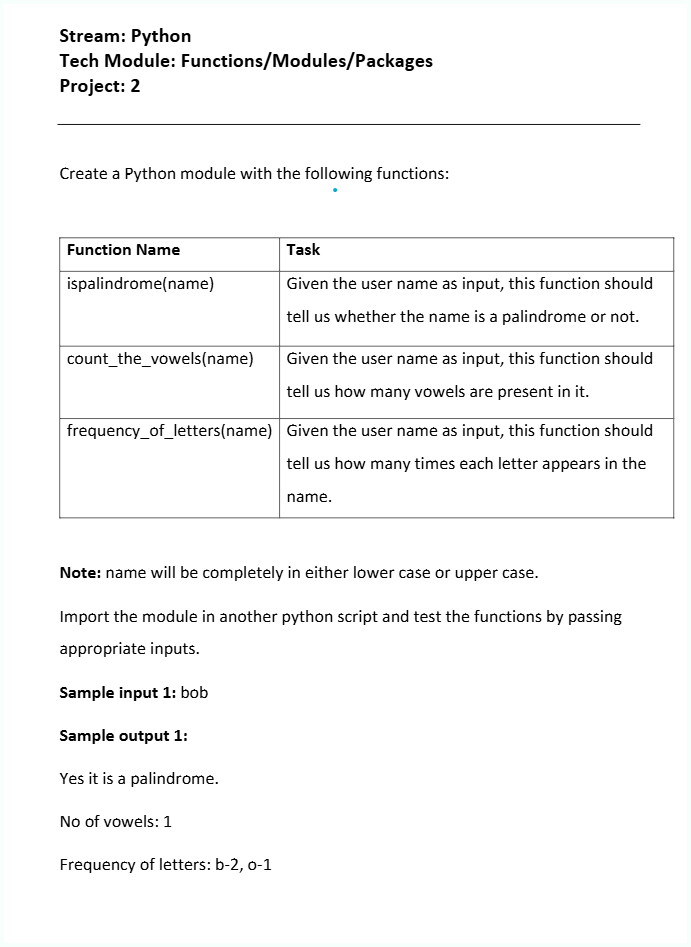 Stream: Python
Tech Module: Functions/Modules/Packages
Project: 2
Create a Python module with the following functions:
Function Name
Task
ispalindrome(name)
Given the user name as input, this function should
tell us whether the name is a palindrome or not.
count_the_vowels(name)
Given the user name as input, this function should
tell us how many vowels are present in it.
frequency_of_letters(name)
Given the user name as input, this function should
tell us how many times each letter appears in the
name.
Note: name will be completely in either lower case or upper case.
Import the module in another python script and test the functions by passing
appropriate inputs.
Sample input 1: bob
Sample output 1:
Yes it is a palindrome.
No of vowels: 1
Frequency of letters: b-2, o-1